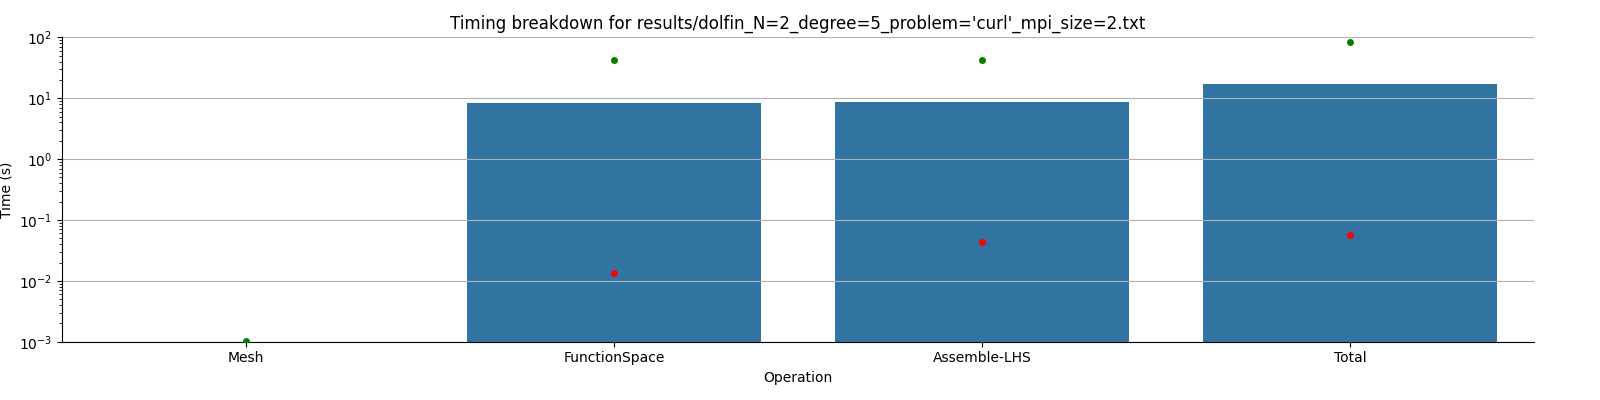 Timing breakdown for results/dolfin_N=2_degree=5_problem='curl'_mpi_size=2.txt
10²
10¹
10⁰
10⁻¹
10⁻²
10⁻³
Time (s)
Mesh FunctionSpace Assemble-LHS Total
Operation